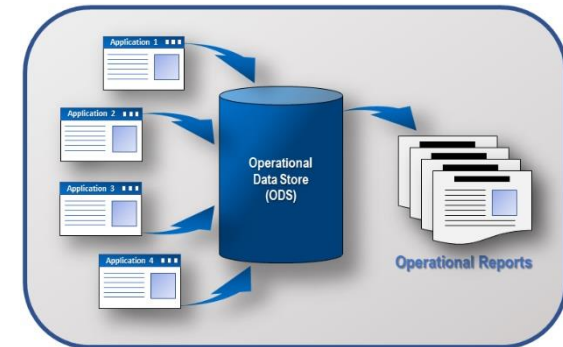 Application 1
Application 2
Application 3
Application 4
Operational
Data Store
(ODS)
Operational Reports